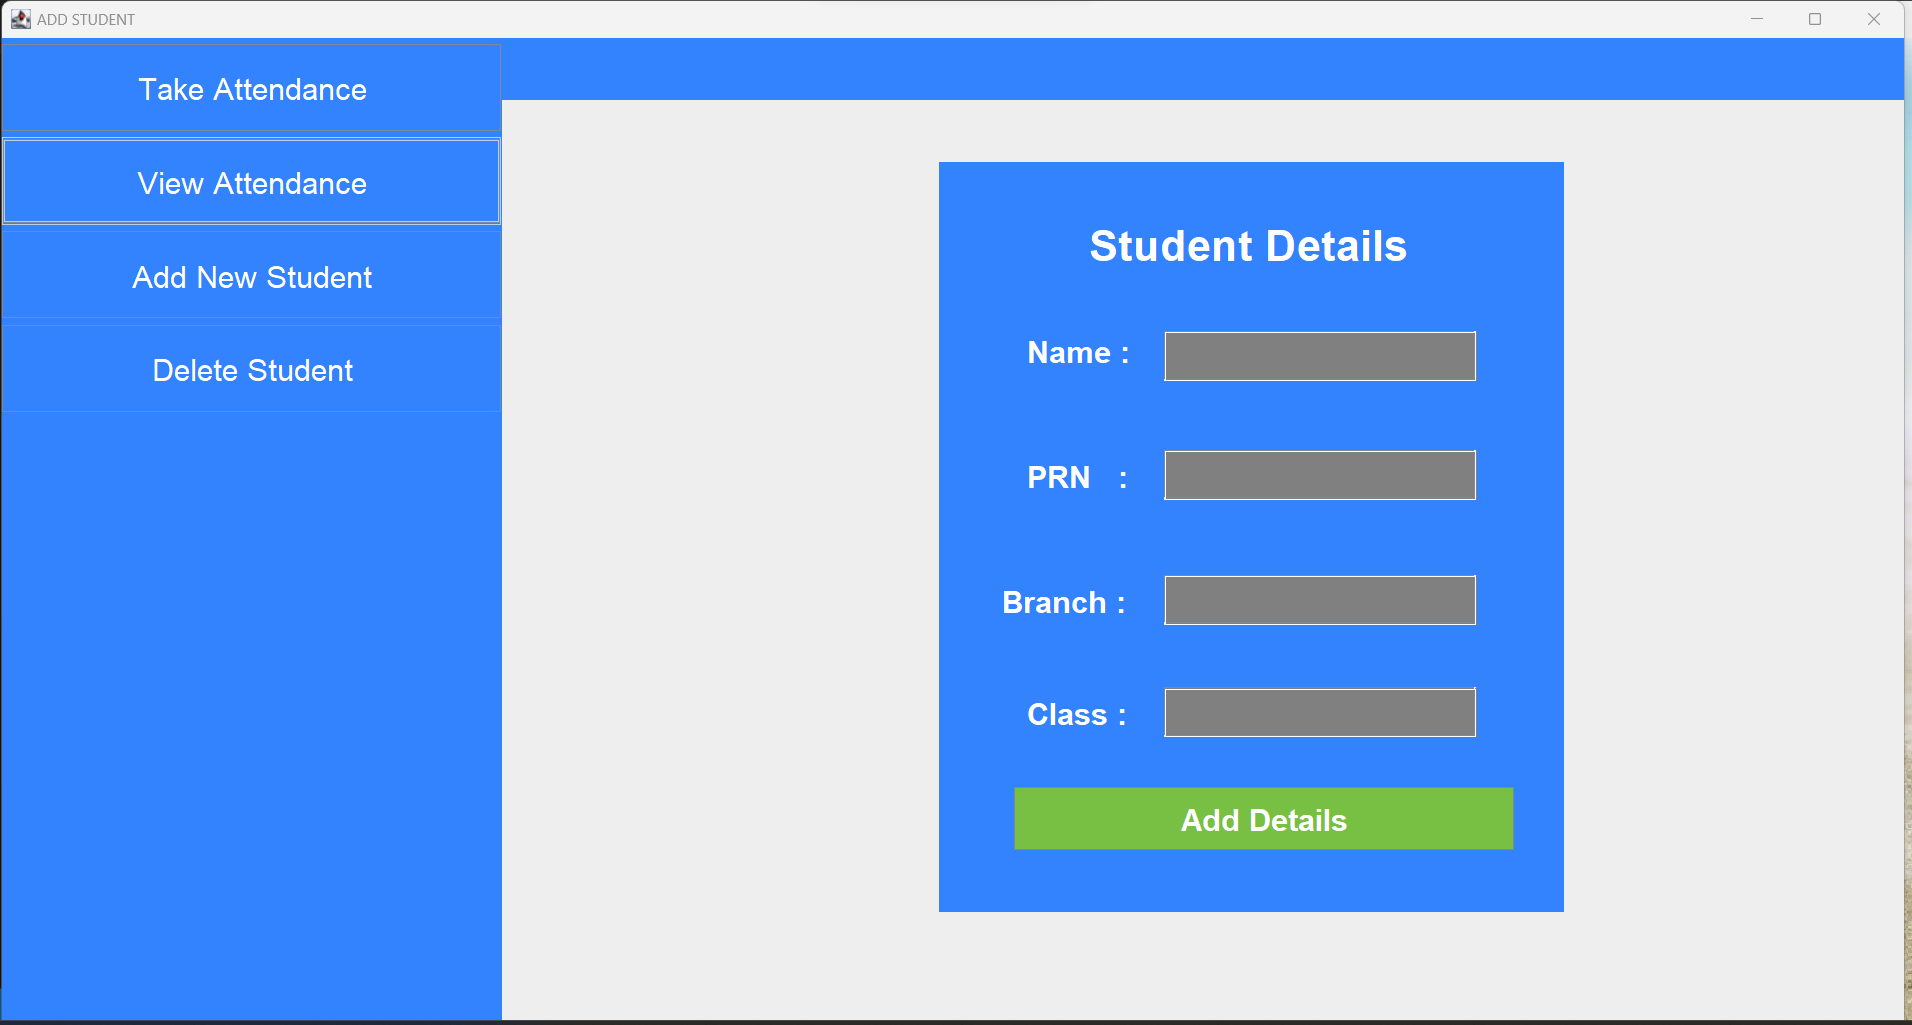 ADD STUDENT
Take Attendance
View Attendance
Add New Student
Delete Student
Student Details
Name :
PRN :
Branch :
Class :
Add Details